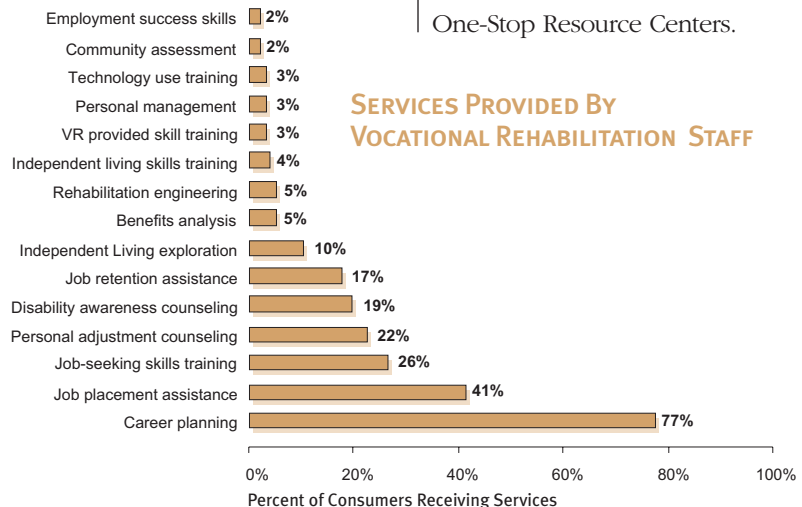 One-Stop Resource Centers.
SERVICES PROVIDED BY
VOCATIONAL REHABILITATION STAFF
Employment success skills 2%
Community assessment 2%
Technology use training 3%
Personal management 3%
VR provided skill training 3%
Independent living skills training 4%
Rehabilitation engineering 5%
Benefits analysis 5%
Independent Living exploration 10%
Job retention assistance 17%
Disability awareness counseling 19%
Personal adjustment counseling 22%
Job-seeking skills training 26%
Job placement assistance 41%
Career planning 77%
0% 20% 40% 60% 80% 100%
Percent of Consumers Receiving Services